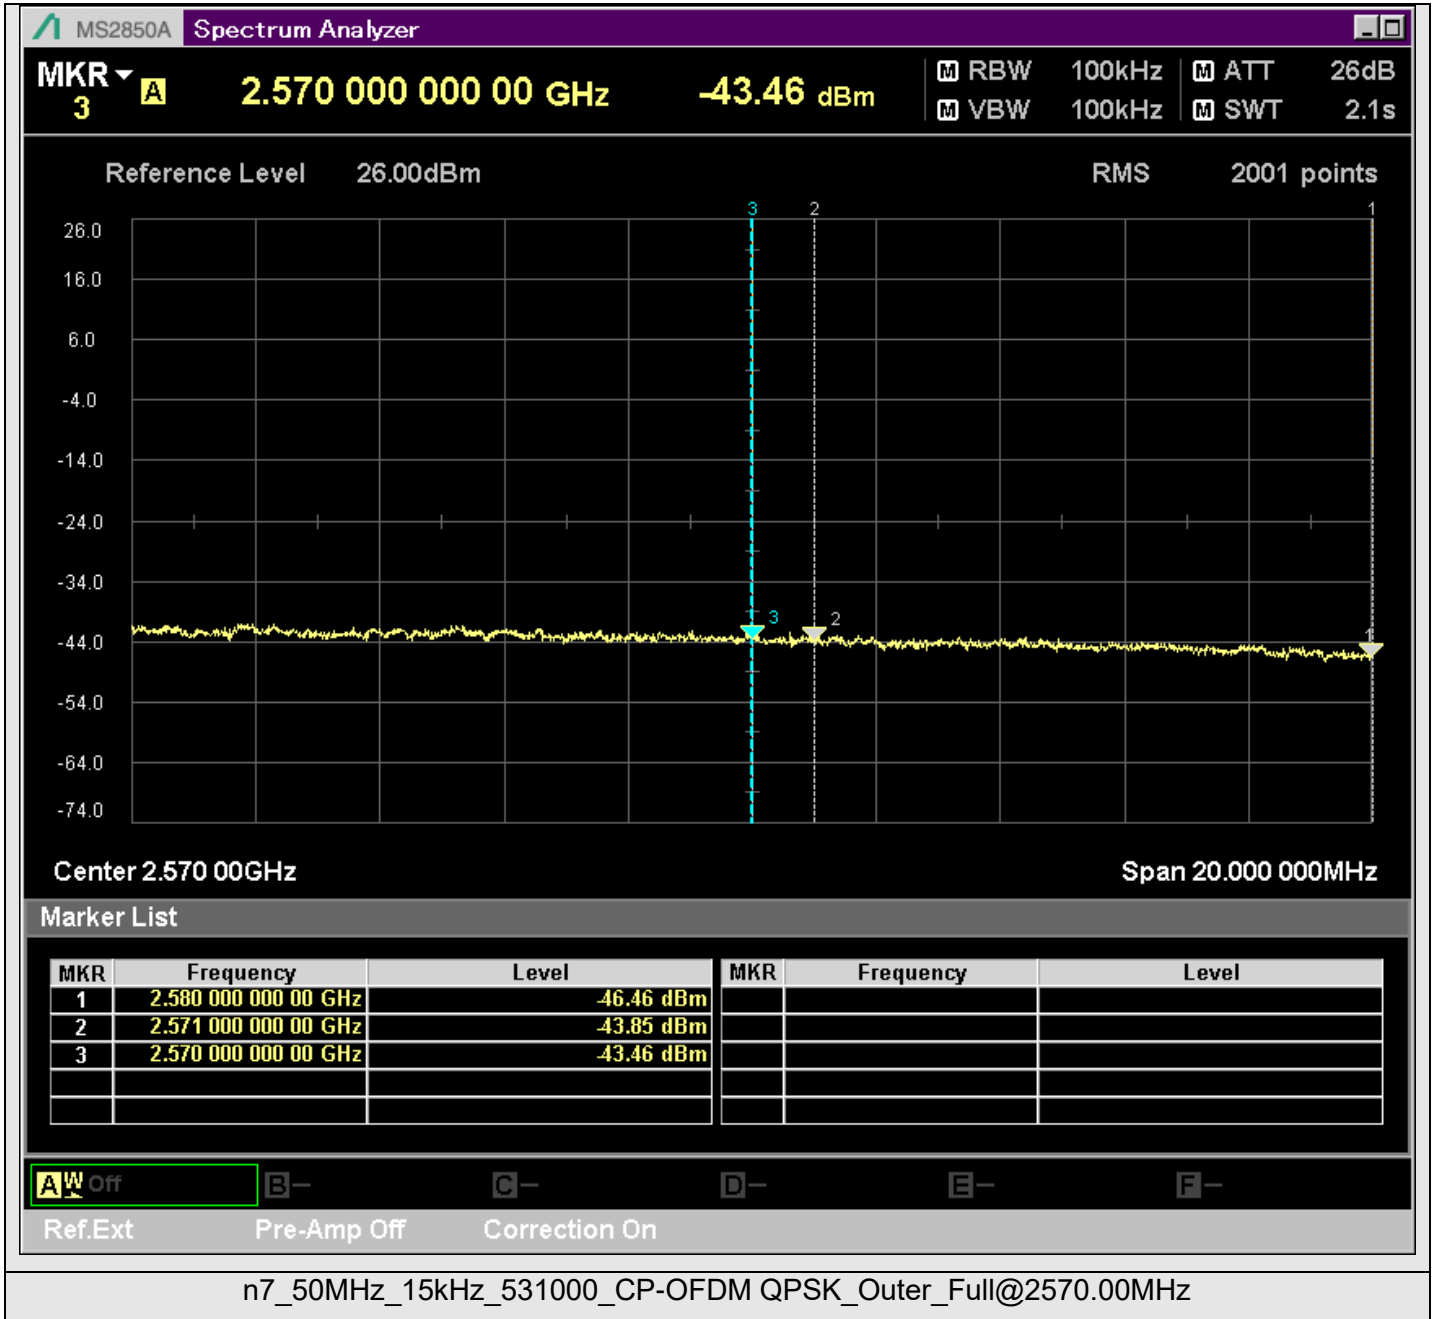 MS2850A Spectrum Analyzer
MKR A 2.570 000 000 00 GHz -43.46 dBm M RBW 100kHz M ATT 26dB
3 M VBW 100kHz M SWT 2.1s
Reference Level 26.00dBm RMS 2001 points
3 2 1
26.0
16.0
6.0
-4.0
-14.0
-24.0
-34.0
3 2 1
-44.0
-54.0
-64.0
-74.0
Center 2.570 00GHz Span 20.000 000MHz
Marker List
MKR Frequency Level MKR Frequency Level
1 2.580 000 000 00 GHz -46.46 dBm
2 2.571 000 000 00 GHz -43.85 dBm
3 2.570 000 000 00 GHz -43.46 dBm
A W Off B - C - D - E - F -
Ref.Ext Pre-Amp Off Correction On
n7_50MHz_15kHz_531000_CP-OFDM QPSK_Outer_Full@2570.00MHz